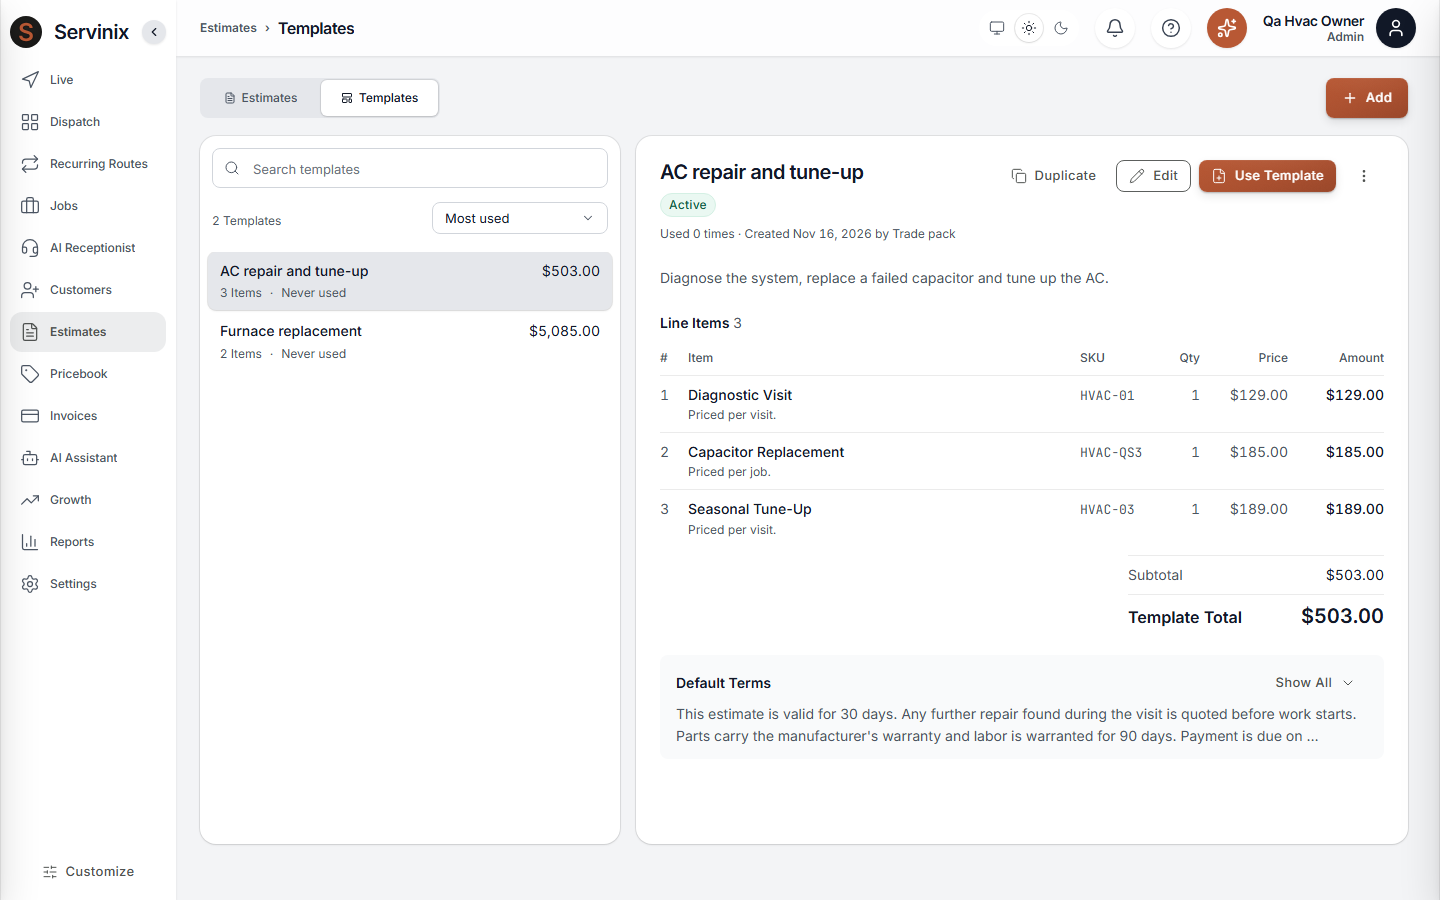 S Servinix
Live
Dispatch
Recurring Routes
Jobs
AI Receptionist
Customers
Estimates
Pricebook
Invoices
AI Assistant
Growth
Reports
Settings
Customize
Estimates › Templates
Qa Hvac Owner
Admin
Estimates
Templates
+ Add
Search templates
2 Templates
Most used
AC repair and tune-up $503.00
3 Items · Never used
Furnace replacement $5,085.00
2 Items · Never used
AC repair and tune-up
Duplicate
Edit
Use Template
Active
Used 0 times · Created Nov 16, 2026 by Trade pack
Diagnose the system, replace a failed capacitor and tune up the AC.
Line Items 3
# Item SKU Qty Price Amount
1 Diagnostic Visit HVAC-01 1 $129.00 $129.00
Priced per visit.
2 Capacitor Replacement HVAC-QS3 1 $185.00 $185.00
Priced per job.
3 Seasonal Tune-Up HVAC-03 1 $189.00 $189.00
Priced per visit.
Subtotal $503.00
Template Total $503.00
Default Terms
Show All
This estimate is valid for 30 days. Any further repair found during the visit is quoted before work starts.
Parts carry the manufacturer's warranty and labor is warranted for 90 days. Payment is due on ...